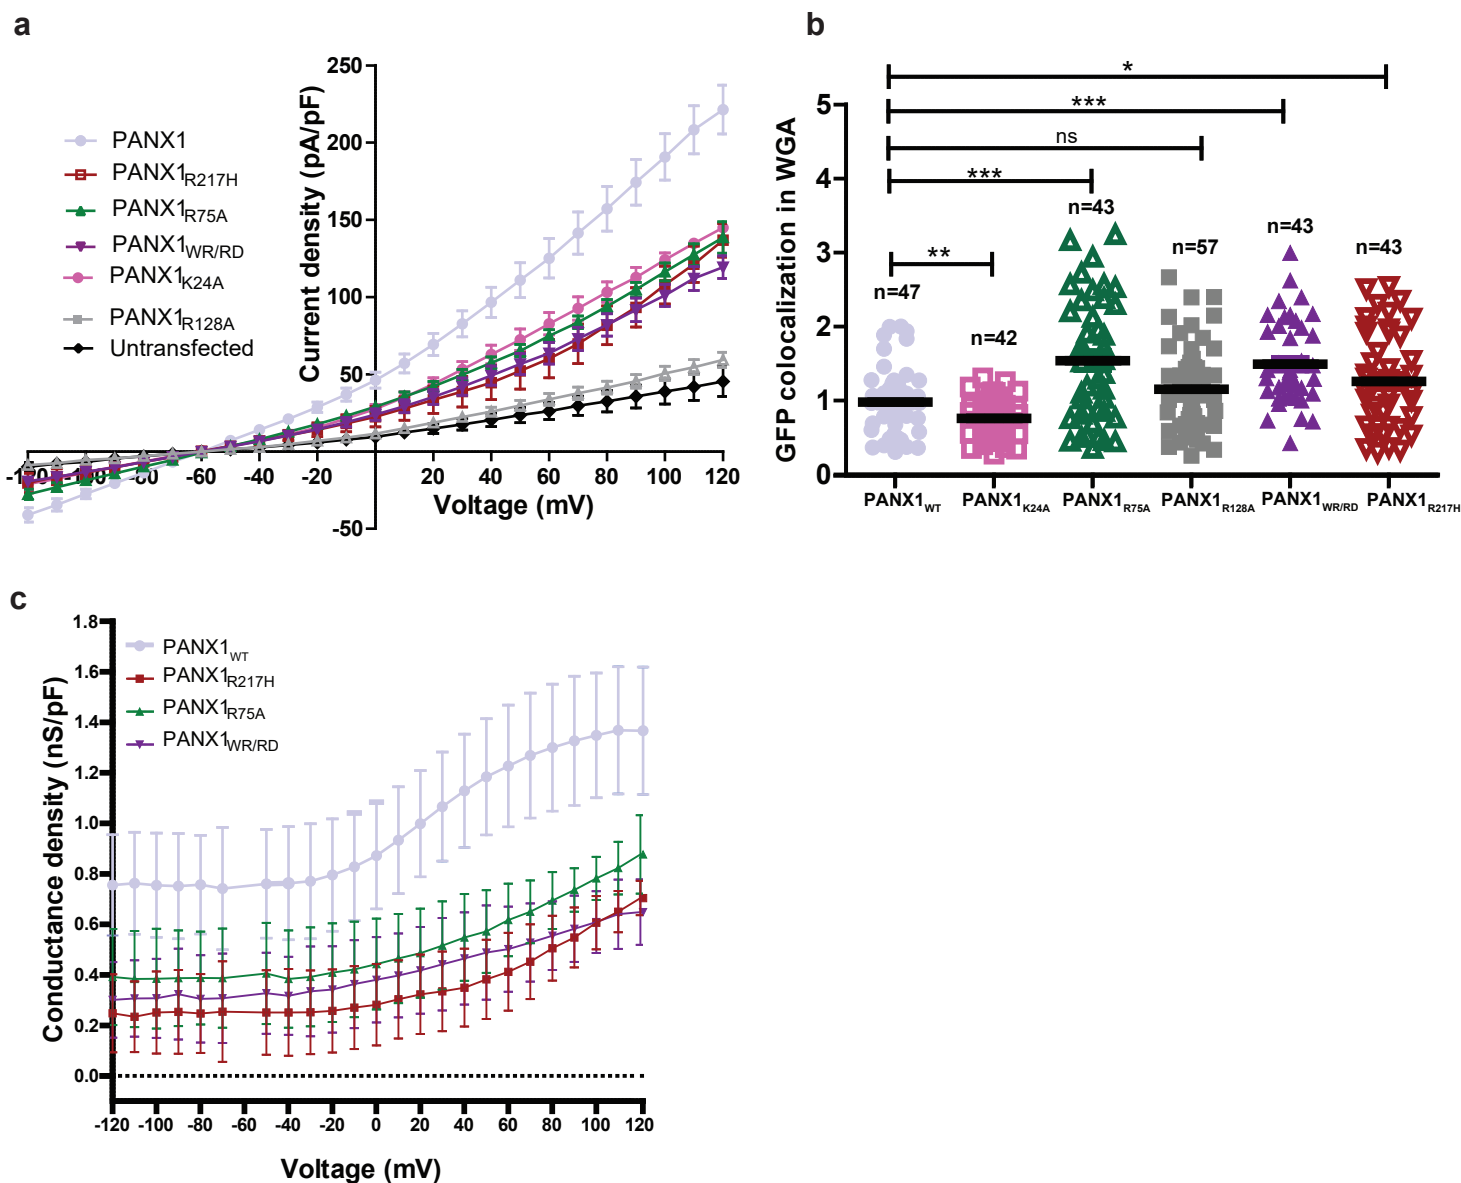 a
PANX1
PANX1R217H
PANX1R75A
PANX1WR/RD
PANX1K24A
PANX1R128A
Untransfected
Current density (pA/pF)
250
200
150
100
50
-50
-120 -100 -80 -60 -40 -20 20 40 60 80 100 120
Voltage (mV)
b
GFP colocalization in WGA
5
4
3
2
1
0
*
***
ns
***
**
n=47
n=42
n=43
n=57
n=43
n=43
PANX1WT PANX1K24A PANX1R75A PANX1R128A PANX1WR/RD PANX1R217H
c
PANX1WT
PANX1R217H
PANX1R75A
PANX1WR/RD
Conductance density (nS/pF)
1.8
1.6
1.4
1.2
1.0
0.8
0.6
0.4
0.2
0.0
-120 -100 -80 -60 -40 -20 0 20 40 60 80 100 120
Voltage (mV)